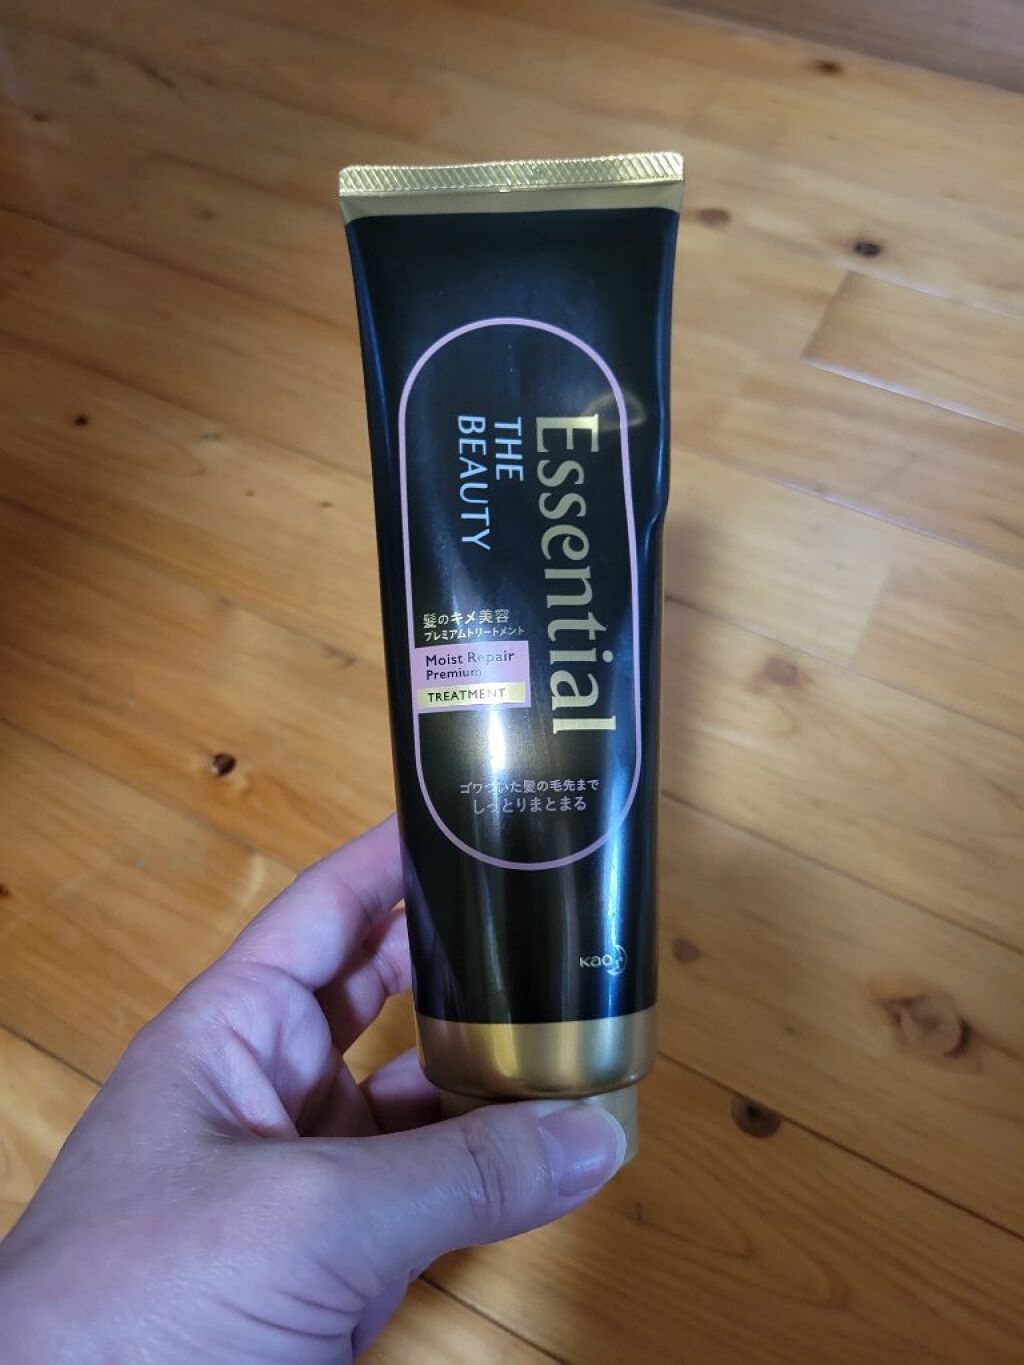 Essential
THE
BEAUTY
髪のキメ美容
プレミアムトリートメント
Moist Repair
Premium
TREATMENT
ゴワついた髪の毛先まで
しっとりまとまる
Kao